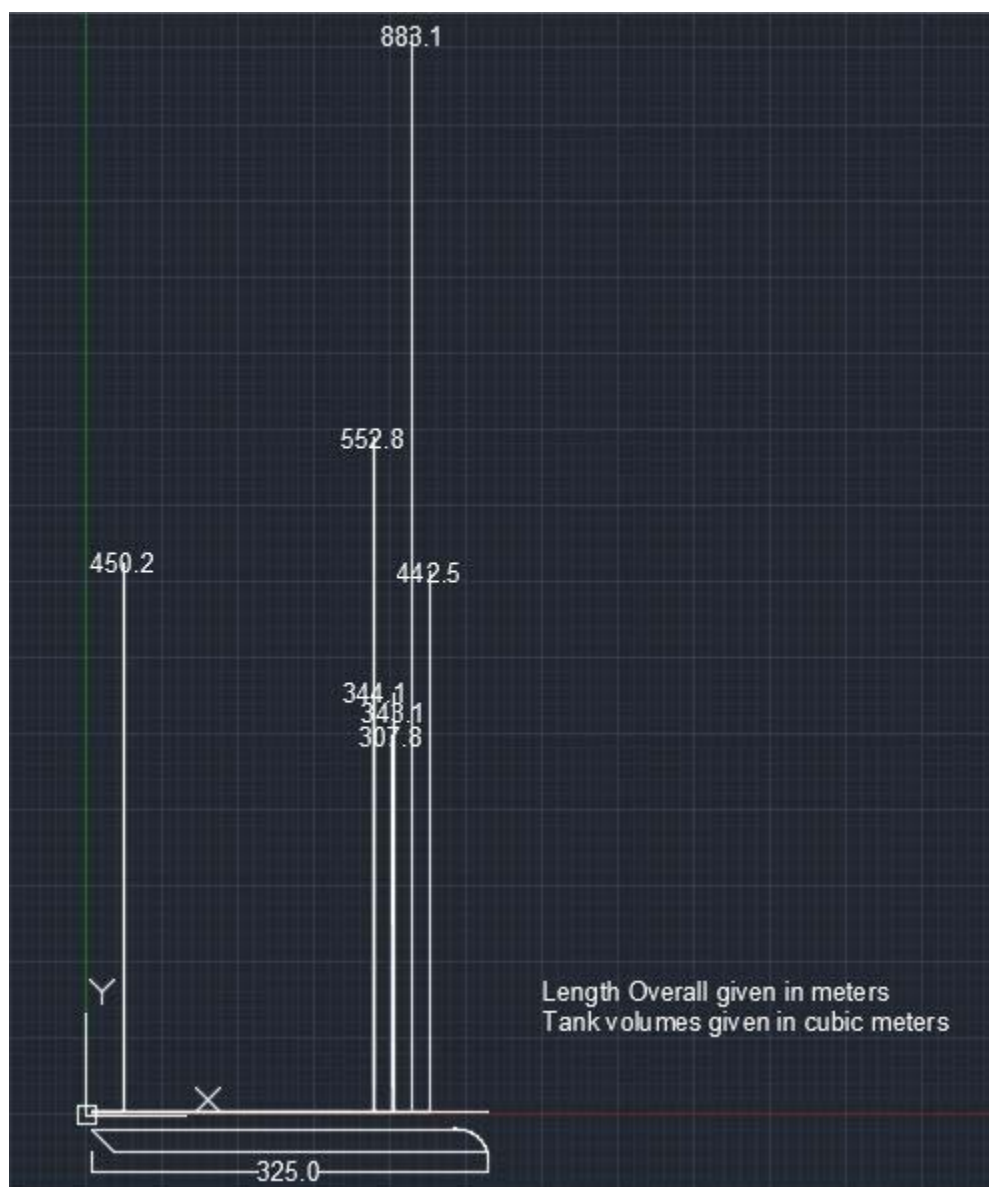 883.1
552.8
450.2
442.5
344.1
343.1
307.8
Y
Length Overall given in meters
Tank volumes given in cubic meters
X
325.0